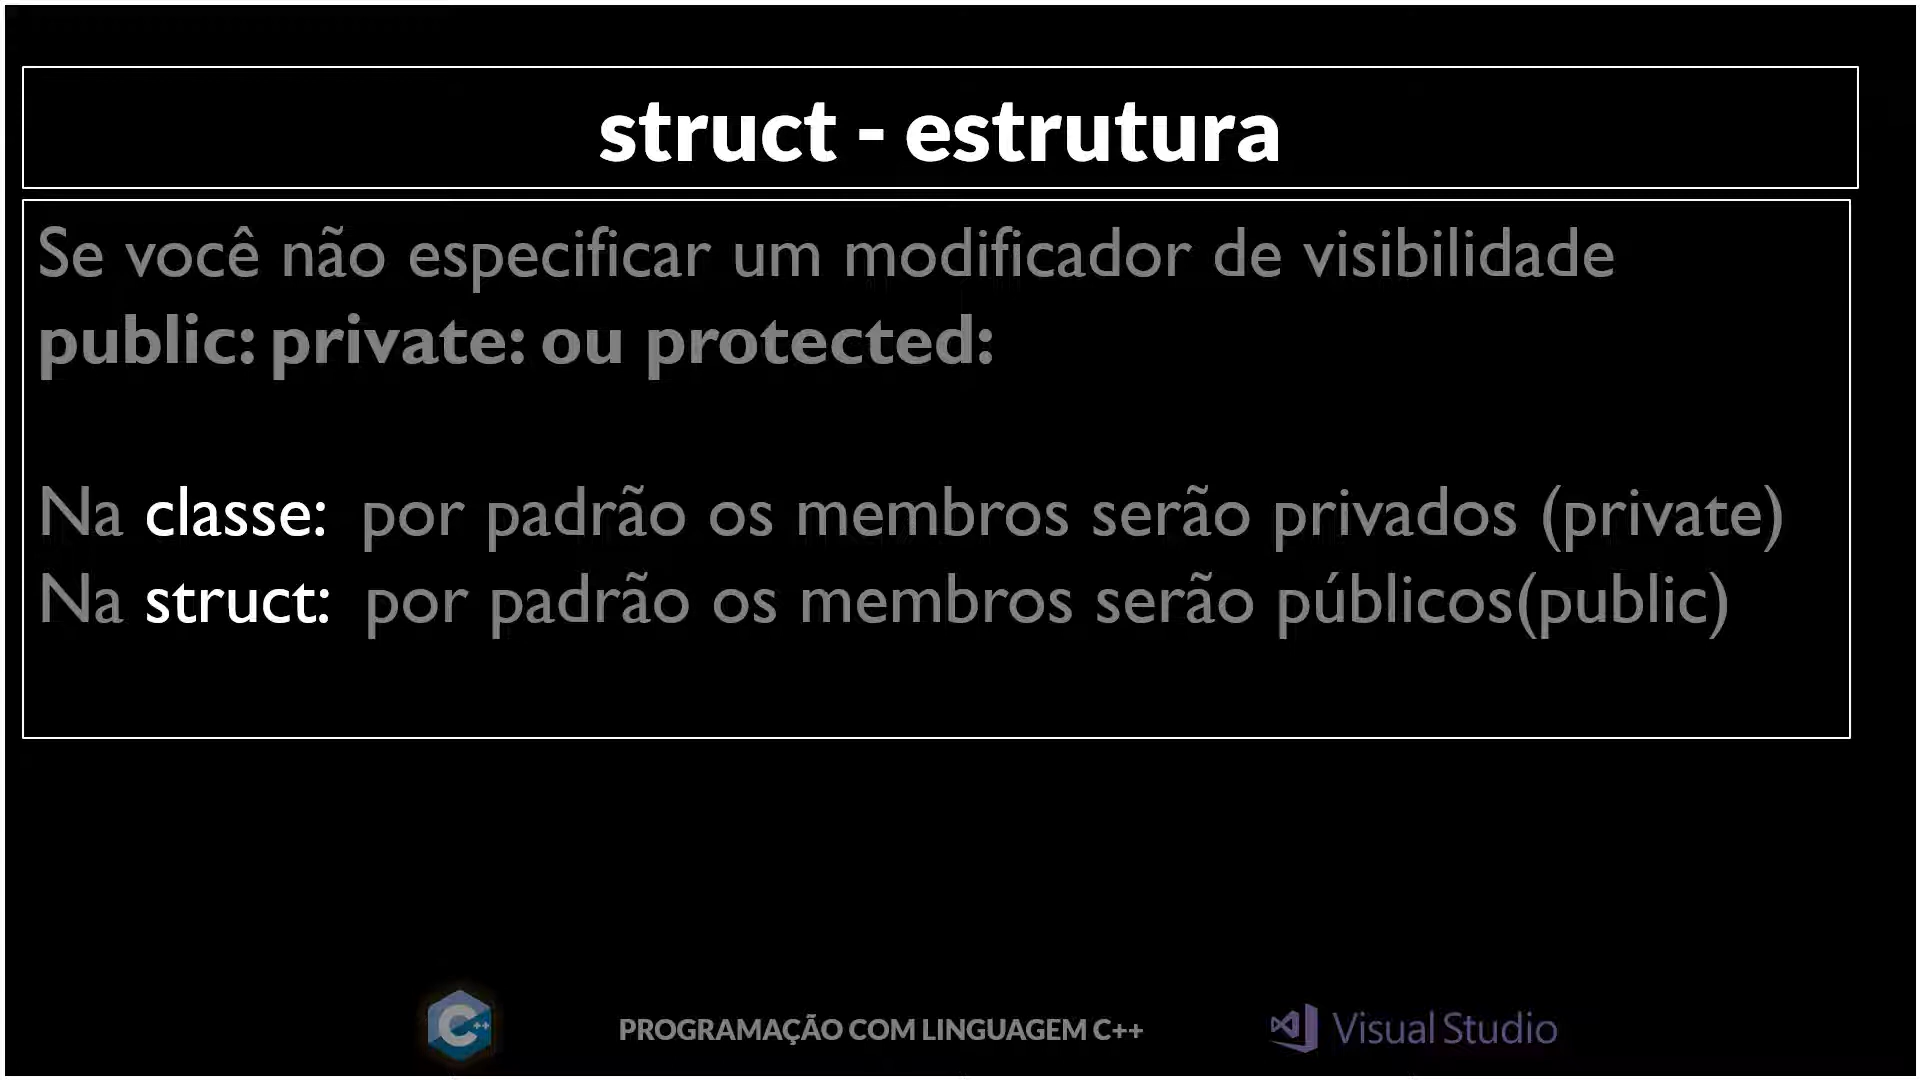 struct - estrutura
Se você não especificar um modificador de visibilidade
public: private: ou protected:
Na classe: por padrão os membros serão privados (private)
Na struct: por padrão os membros serão públicos(public)
C++
PROGRAMAÇÃO COM LINGUAGEM C++
Visual Studio